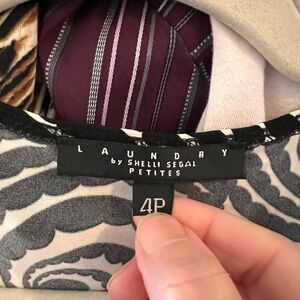 LAUNDRY
by SHELLI SEGAL
PETITES
4P